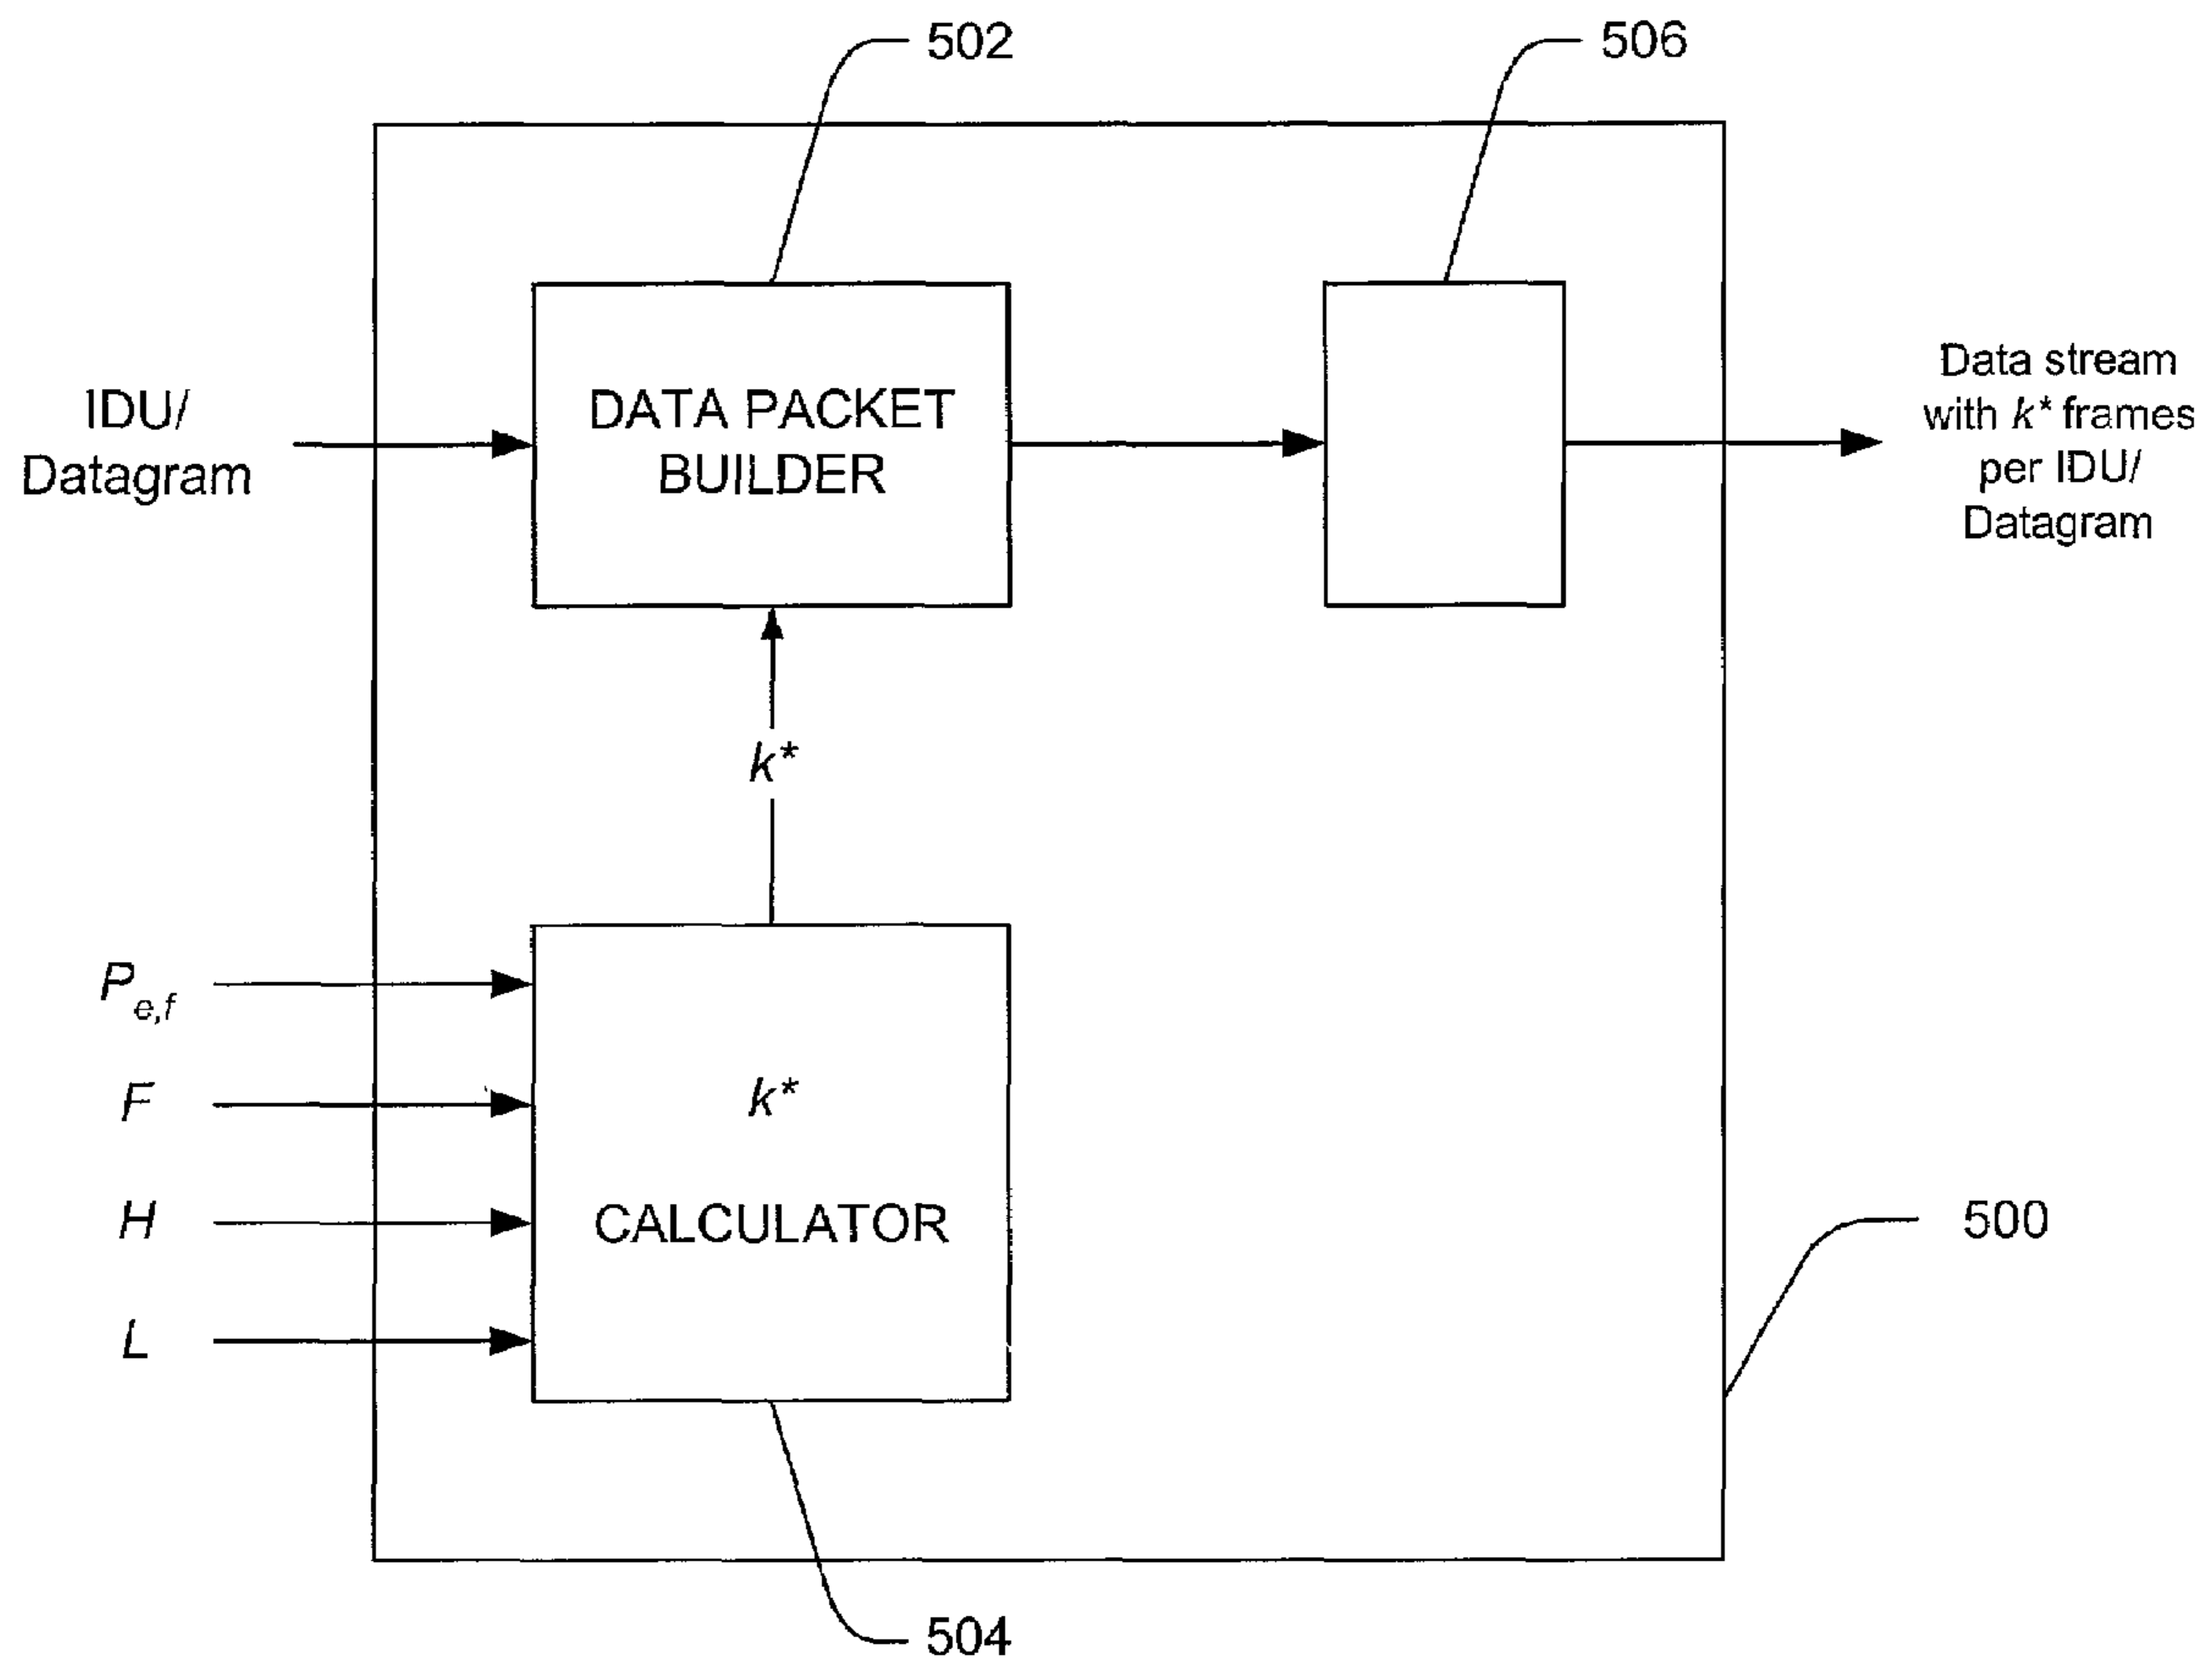 502
506
IDU/
Datagram
DATA PACKET
BUILDER
Data stream
with k* frames
per IDU/
Datagram
k*
P e,f
F
H
L
k*
CALCULATOR
500
504